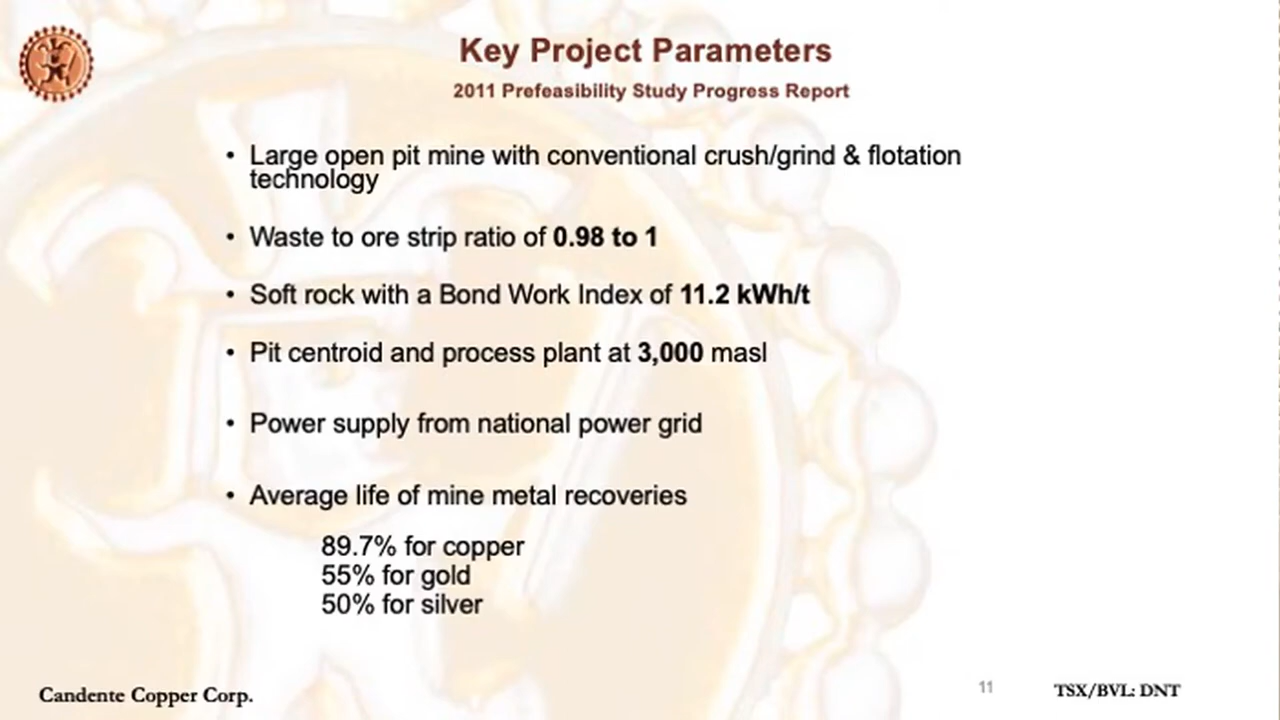 Key Project Parameters
2011 Prefeasibility Study Progress Report
• Large open pit mine with conventional crush/grind & flotation
technology
• Waste to ore strip ratio of 0.98 to 1
• Soft rock with a Bond Work Index of 11.2 kWh/t
• Pit centroid and process plant at 3,000 masl
• Power supply from national power grid
• Average life of mine metal recoveries
89.7% for copper
55% for gold
50% for silver
Candente Copper Corp.
11
TSX/BVL: DNT